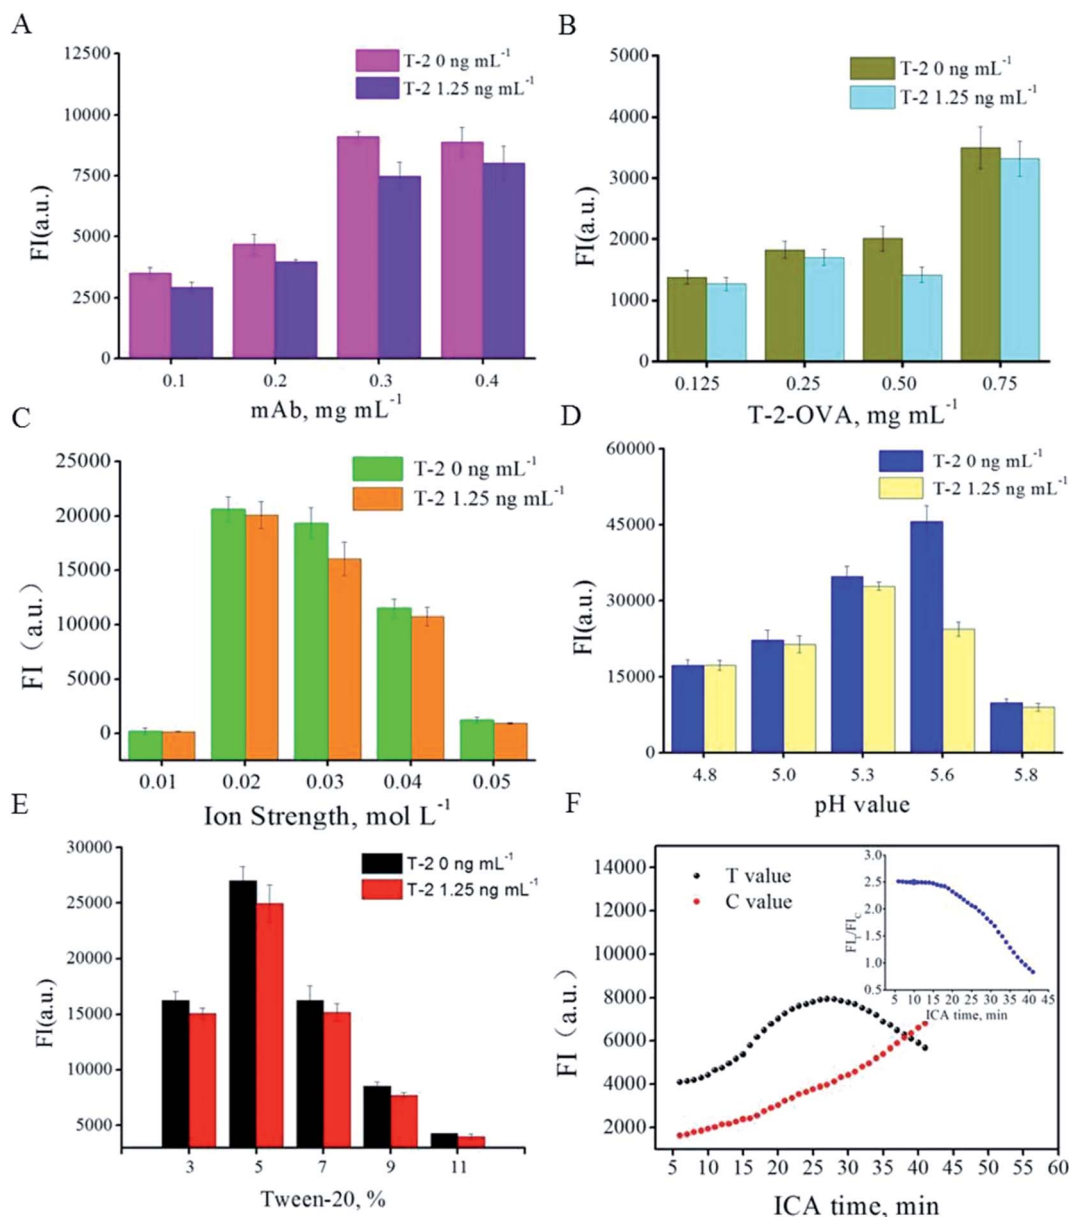 A
12500
10000
7500
5000
2500
0
FI(a.u.)
T-2 0 ng mL⁻¹
T-2 1.25 ng mL⁻¹
0.1 0.2 0.3 0.4
mAb, mg mL⁻¹
B
5000
4000
3000
2000
1000
0
FI(a.u.)
T-2 0 ng mL⁻¹
T-2 1.25 ng mL⁻¹
0.125 0.25 0.50 0.75
T-2-OVA, mg mL⁻¹
C
25000
20000
15000
10000
5000
0
FI（a.u.）
T-2 0 ng mL⁻¹
T-2 1.25 ng mL⁻¹
0.01 0.02 0.03 0.04 0.05
Ion Strength, mol L⁻¹
D
60000
45000
30000
15000
0
FI(a.u.)
T-2 0 ng mL⁻¹
T-2 1.25 ng mL⁻¹
4.8 5.0 5.3 5.6 5.8
pH value
E
30000
25000
20000
15000
10000
5000
FI(a.u.)
T-2 0 ng mL⁻¹
T-2 1.25 ng mL⁻¹
3 5 7 9 11
Tween-20, %
F
14000
12000
10000
8000
6000
4000
2000
FI（a.u.）
T value
C value
3.0
2.5
2.0
1.5
1.0
0.5
FI_T/FI_C
5 10 15 20 25 30 35 40 45
ICA time, min
5 10 15 20 25 30 35 40 45 50 55 60
ICA time, min